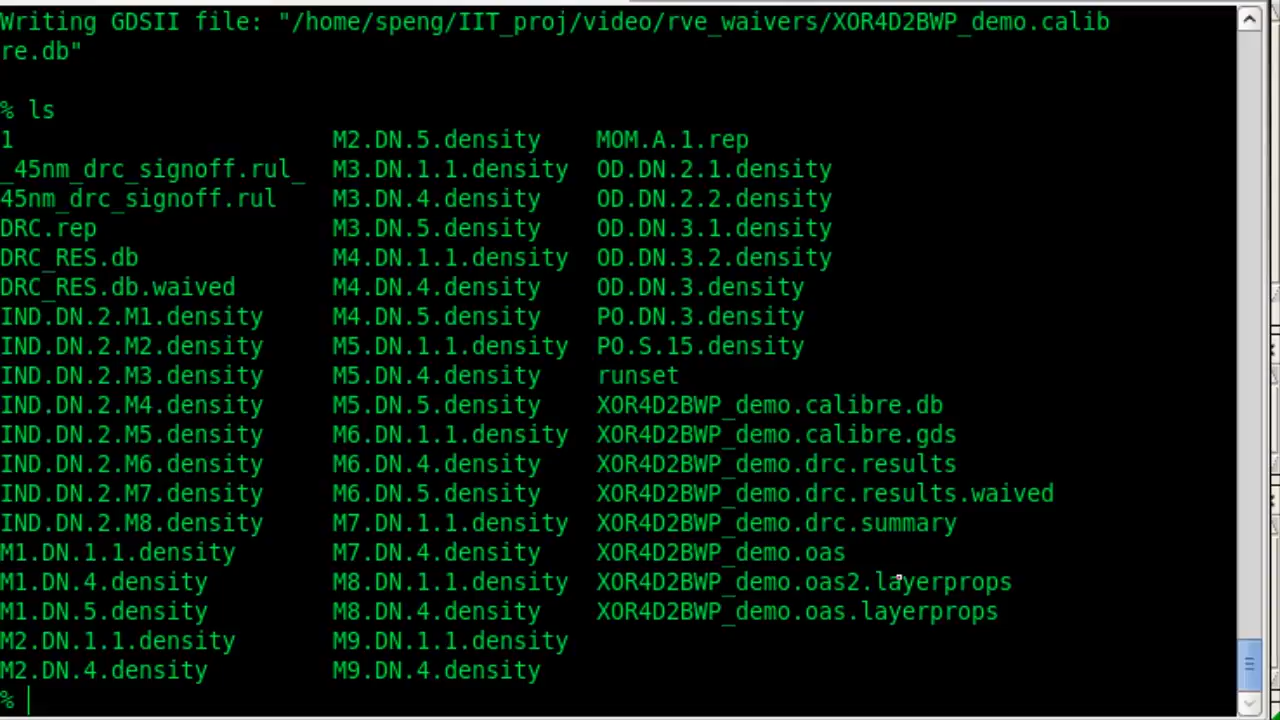 Writing GDSII file: "/home/speng/IIT_proj/video/rve_waivers/XOR4D2BWP_demo.calib
re.db"
% ls
1 M2.DN.5.density MOM.A.1.rep
_45nm_drc_signoff.rul_ M3.DN.1.1.density OD.DN.2.1.density
45nm_drc_signoff.rul M3.DN.4.density OD.DN.2.2.density
DRC.rep M3.DN.5.density OD.DN.3.1.density
DRC_RES.db M4.DN.1.1.density OD.DN.3.2.density
DRC_RES.db.waived M4.DN.4.density OD.DN.3.density
IND.DN.2.M1.density M4.DN.5.density PO.DN.3.density
IND.DN.2.M2.density M5.DN.1.1.density PO.S.15.density
IND.DN.2.M3.density M5.DN.4.density runset
IND.DN.2.M4.density M5.DN.5.density XOR4D2BWP_demo.calibre.db
IND.DN.2.M5.density M6.DN.1.1.density XOR4D2BWP_demo.calibre.gds
IND.DN.2.M6.density M6.DN.4.density XOR4D2BWP_demo.drc.results
IND.DN.2.M7.density M6.DN.5.density XOR4D2BWP_demo.drc.results.waived
IND.DN.2.M8.density M7.DN.1.1.density XOR4D2BWP_demo.drc.summary
M1.DN.1.1.density M7.DN.4.density XOR4D2BWP_demo.oas
M1.DN.4.density M8.DN.1.1.density XOR4D2BWP_demo.oas2.layerprops
M1.DN.5.density M8.DN.4.density XOR4D2BWP_demo.oas.layerprops
M2.DN.1.1.density M9.DN.1.1.density
M2.DN.4.density M9.DN.4.density
%